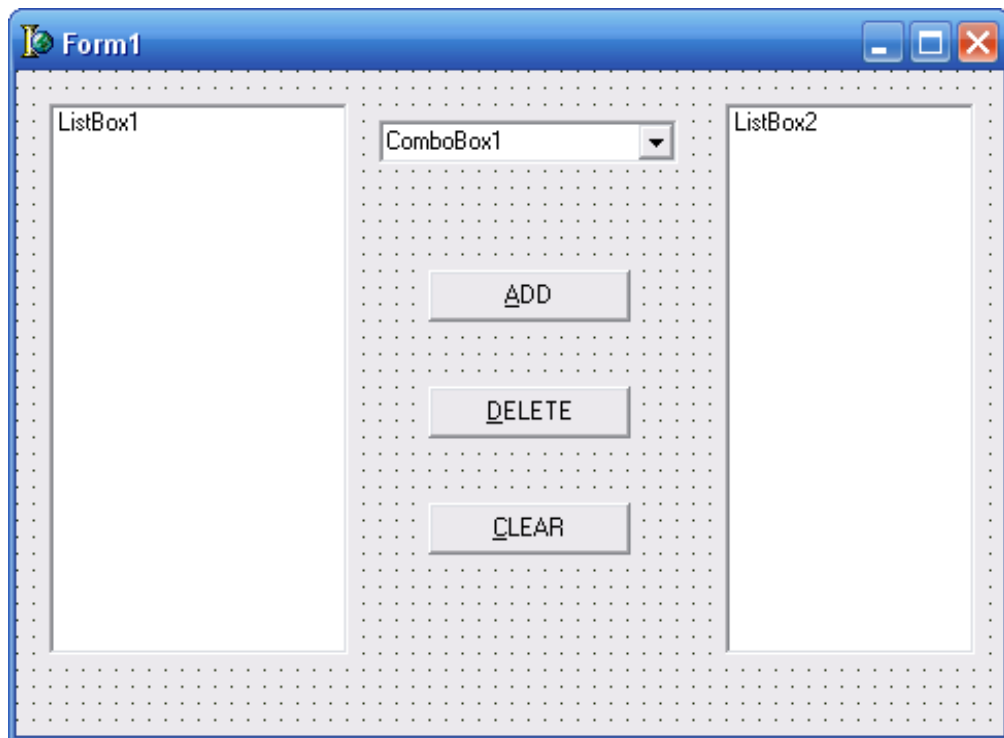 Form1
ListBox1
ComboBox1
ListBox2
ADD
DELETE
CLEAR